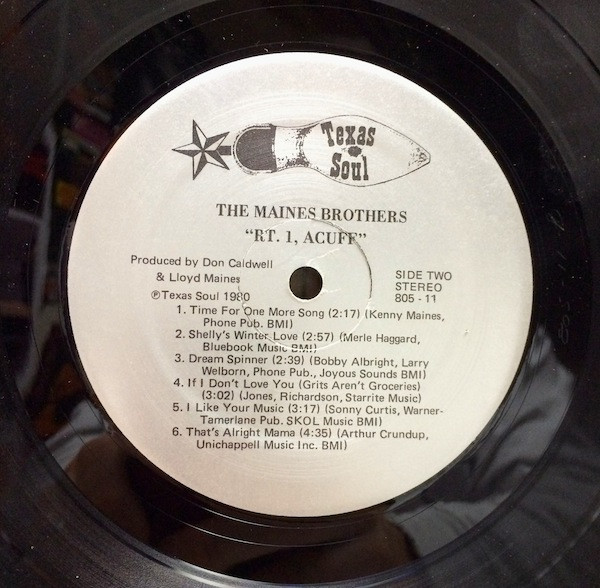 Texas
Soul
THE MAINES BROTHERS
"RT. 1, ACUFF"
Produced by Don Caldwell
& Lloyd Maines
℗Texas Soul 1980
SIDE TWO
STEREO
805 - 11
1. Time For One More Song (2:17) (Kenny Maines,
Phone Pub. BMI)
2. Shelly's Winter Love (2:57) (Merle Haggard,
Bluebook Music BMI)
3. Dream Spinner (2:39) (Bobby Albright, Larry
Welborn, Phone Pub., Joyous Sounds BMI)
4. If I Don't Love You (Grits Aren't Groceries)
(3:02) (Jones, Richardson, Starrite Music)
5. I Like Your Music (3:17) (Sonny Curtis, Warner-
Tamerlane Pub. SKOL Music BMI)
6. That's Alright Mama (4:35) (Arthur Crundup,
Unichappell Music Inc. BMI)